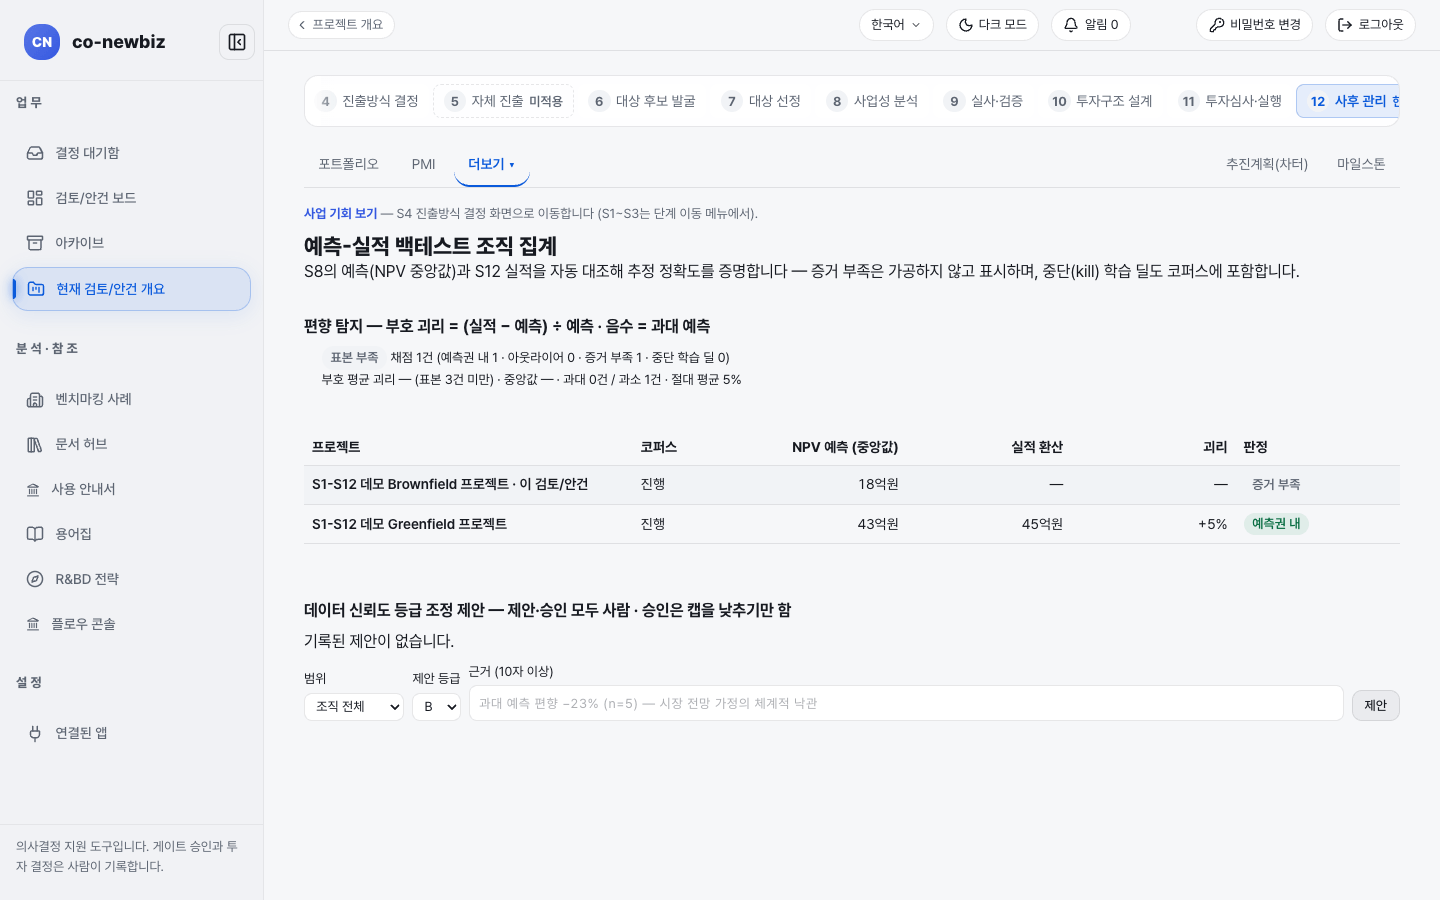 CN co-newbiz
업무
결정 대기함
검토/안건 보드
아카이브
현재 검토/안건 개요
분석·참조
벤치마킹 사례
문서 허브
사용 안내서
용어집
R&BD 전략
플로우 콘솔
설정
연결된 앱
의사결정 지원 도구입니다. 게이트 승인과 투
자 결정은 사람이 기록합니다.
프로젝트 개요
한국어
다크 모드
알림 0
비밀번호 변경
로그아웃
4 진출방식 결정
5 자체 진출 미적용
6 대상 후보 발굴
7 대상 선정
8 사업성 분석
9 실사·검증
10 투자구조 설계
11 투자심사·실행
12 사후 관리
포트폴리오
PMI
더보기 ▾
추진계획(차터)
마일스톤
사업 기회 보기 — S4 진출방식 결정 화면으로 이동합니다 (S1~S3는 단계 이동 메뉴에서).
예측-실적 백테스트 조직 집계
S8의 예측(NPV 중앙값)과 S12 실적을 자동 대조해 추정 정확도를 증명합니다 — 증거 부족은 가공하지 않고 표시하며, 중단(kill) 학습 딜도 코퍼스에 포함합니다.
편향 탐지 — 부호 괴리 = (실적 − 예측) ÷ 예측 · 음수 = 과대 예측
표본 부족 채점 1건 (예측권 내 1 · 아웃라이어 0 · 증거 부족 1 · 중단 학습 딜 0)
부호 평균 괴리 — (표본 3건 미만) · 중앙값 — · 과대 0건 / 과소 1건 · 절대 평균 5%
프로젝트 코퍼스 NPV 예측 (중앙값) 실적 환산 괴리 판정
S1-S12 데모 Brownfield 프로젝트 · 이 검토/안건 진행 18억원 — — 증거 부족
S1-S12 데모 Greenfield 프로젝트 진행 43억원 45억원 +5% 예측권 내
데이터 신뢰도 등급 조정 제안 — 제안·승인 모두 사람 · 승인은 캡을 낮추기만 함
기록된 제안이 없습니다.
범위
조직 전체
제안 등급
B
근거 (10자 이상)
과대 예측 편향 −23% (n=5) — 시장 전망 가정의 체계적 낙관
제안